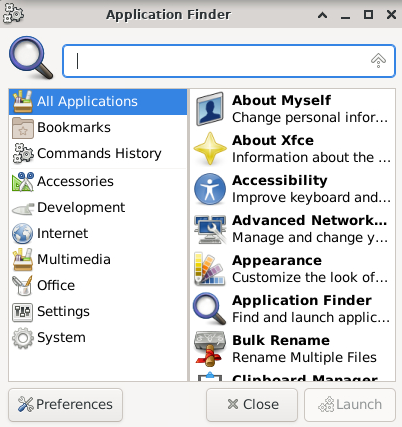 Application Finder
All Applications
Bookmarks
Commands History
Accessories
Development
Internet
Multimedia
Office
Settings
System
About Myself
Change personal infor...
About Xfce
Information about the ...
Accessibility
Improve keyboard and...
Advanced Network...
Manage and change y...
Appearance
Customize the look of...
Application Finder
Find and launch applic...
Bulk Rename
Rename Multiple Files
Clipboard Manager
Preferences
Close
Launch